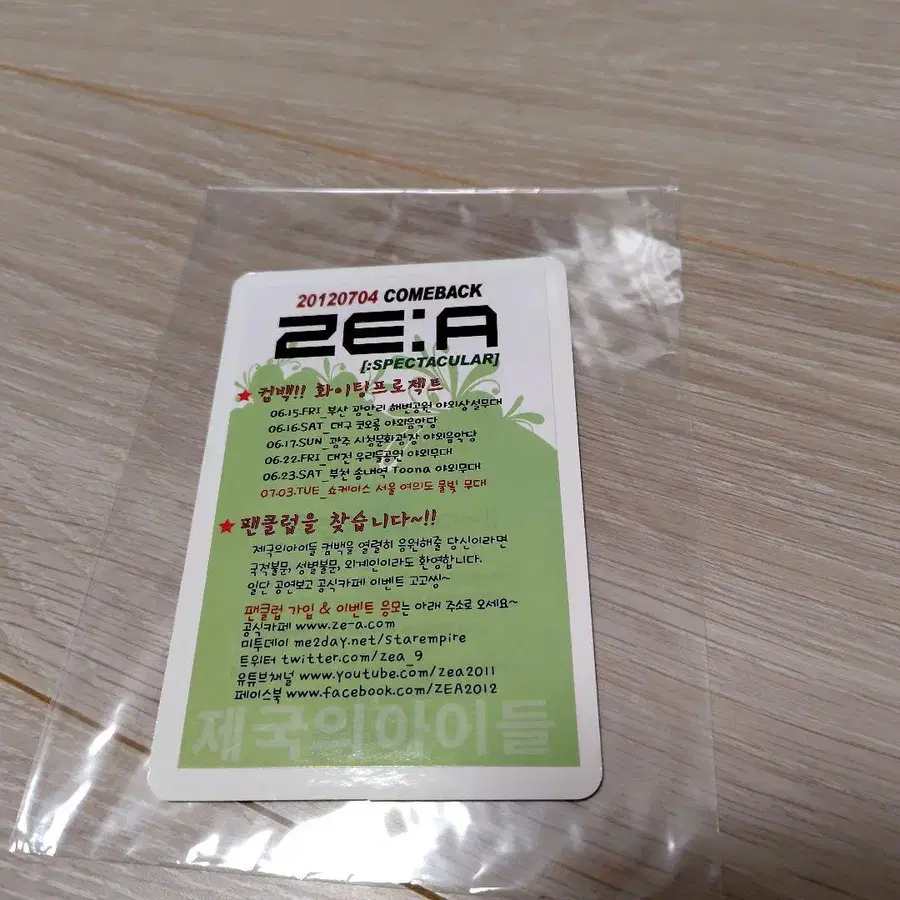 20120704 COMEBACK
ZE:A
[:SPECTACULAR]
★ 컴백!! 화이팅프로젝트
06.15.FRI_부산 광안리 해변공원 야외상설무대
06.16.SAT_대구 코오롱 야외음악당
06.17.SUN_광주 시청문화광장 야외음악당
06.22.FRI_대전 우리들공원 야외무대
06.23.SAT_부천 송내역 Toona 야외무대
07.03.TUE_쇼케이스 서울 여의도 물빛 무대
★ 팬클럽을 찾습니다~!!
제국의아이들 컴백을 열렬히 응원해줄 당신이라면
국적불문, 성별불문, 외계인이라도 환영합니다.
일단 공연보고 공식카페 이벤트 고고씽~
팬클럽 가입 & 이벤트 응모는 아래 주소로 오세요~
공식카페 www.ze-a.com
미투데이 me2day.net/starempire
트위터 twitter.com/zea_9
유튜브채널 www.youtube.com/zea2011
페이스북 www.facebook.com/ZEA2012
제국의아이들